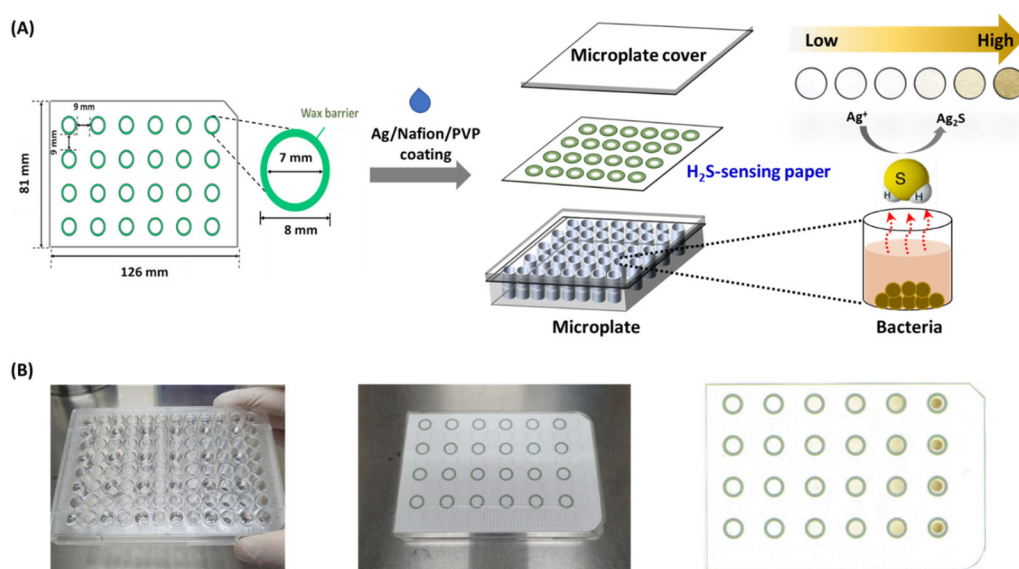 (A)
9 mm
9 mm
81 mm
126 mm
Wax barrier
7 mm
8 mm
Ag/Nafion/PVP
coating
Microplate cover
H₂S-sensing paper
Microplate
Low
High
Ag⁺
Ag₂S
S
H
H
Bacteria
(B)